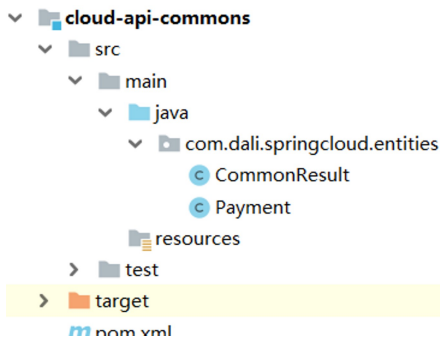 cloud-api-commons
src
main
java
com.dali.springcloud.entities
CommonResult
Payment
resources
test
target
pom.xml